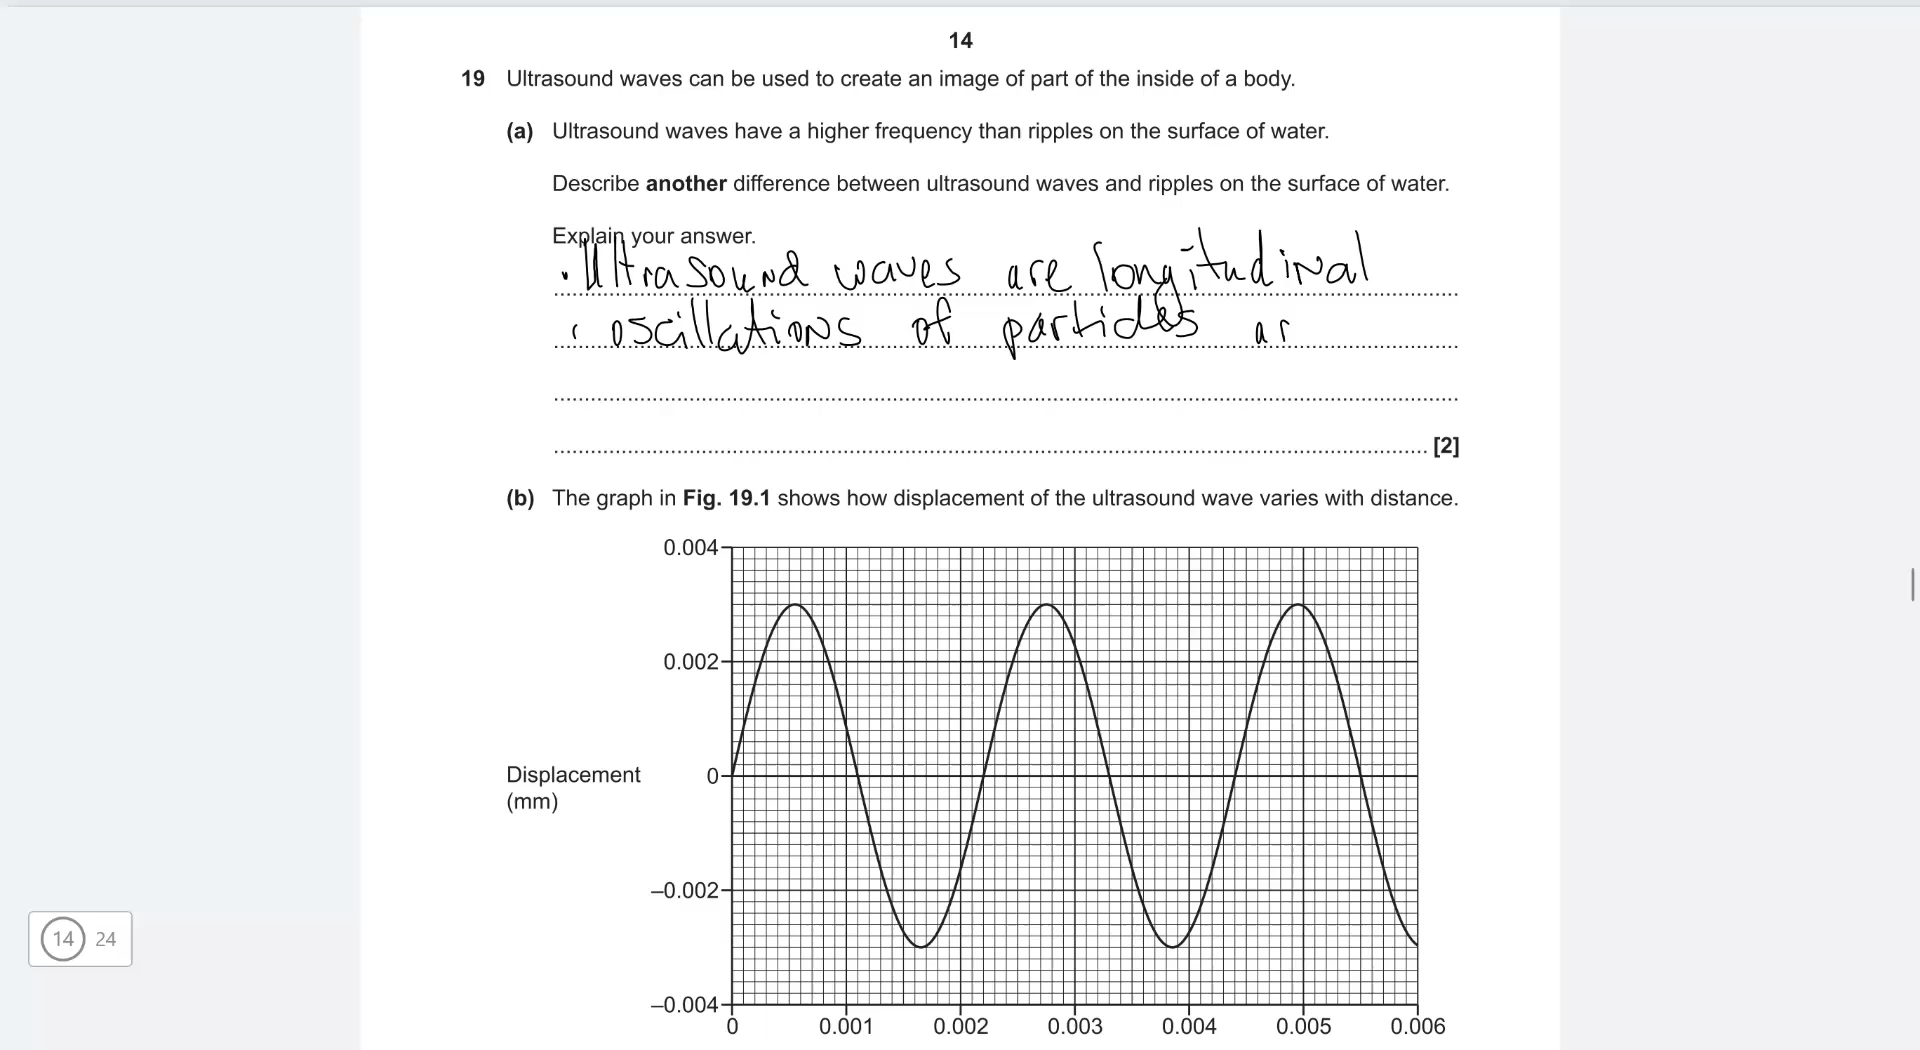 14
19 Ultrasound waves can be used to create an image of part of the inside of a body.
(a) Ultrasound waves have a higher frequency than ripples on the surface of water.
Describe another difference between ultrasound waves and ripples on the surface of water.
Explain your answer.
· Ultrasound waves are longitudinal
oscillations of particles ar
[2]
(b) The graph in Fig. 19.1 shows how displacement of the ultrasound wave varies with distance.
0.004
0.002
Displacement
(mm)
0
–0.002
–0.004
0 0.001 0.002 0.003 0.004 0.005 0.006
14 24